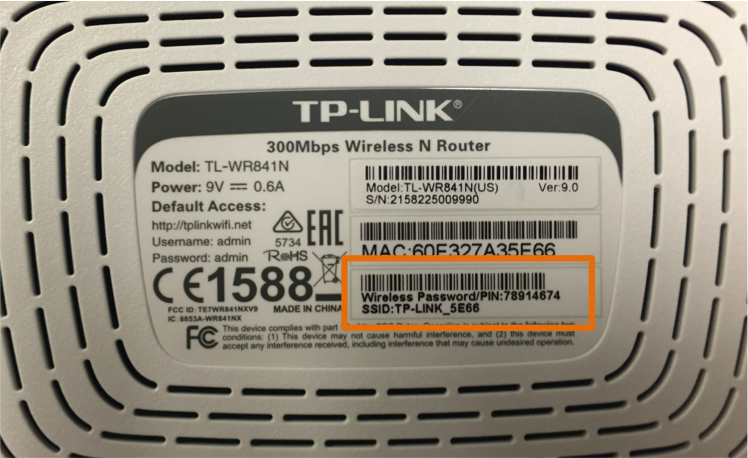 TP-LINK®
300Mbps Wireless N Router
Model: TL-WR841N
Power: 9V ⎓ 0.6A
Default Access:
http://tplinkwifi.net
Username: admin
Password: admin
5734
EAC
RoHS
CE1588
FCC ID: TE7WR841NXV9
IC 8853A-WR841NX
MADE IN CHINA
Model:TL-WR841N(US) Ver:9.0
S/N:2158225009990
MAC:60E327A35E66
Wireless Password/PIN:78914674
SSID:TP-LINK_5E66
FC This device complies with part
conditions: (1) This device may not cause harmful interference, and (2) this device must
accept any interference received, including interference that may cause undesired operation.